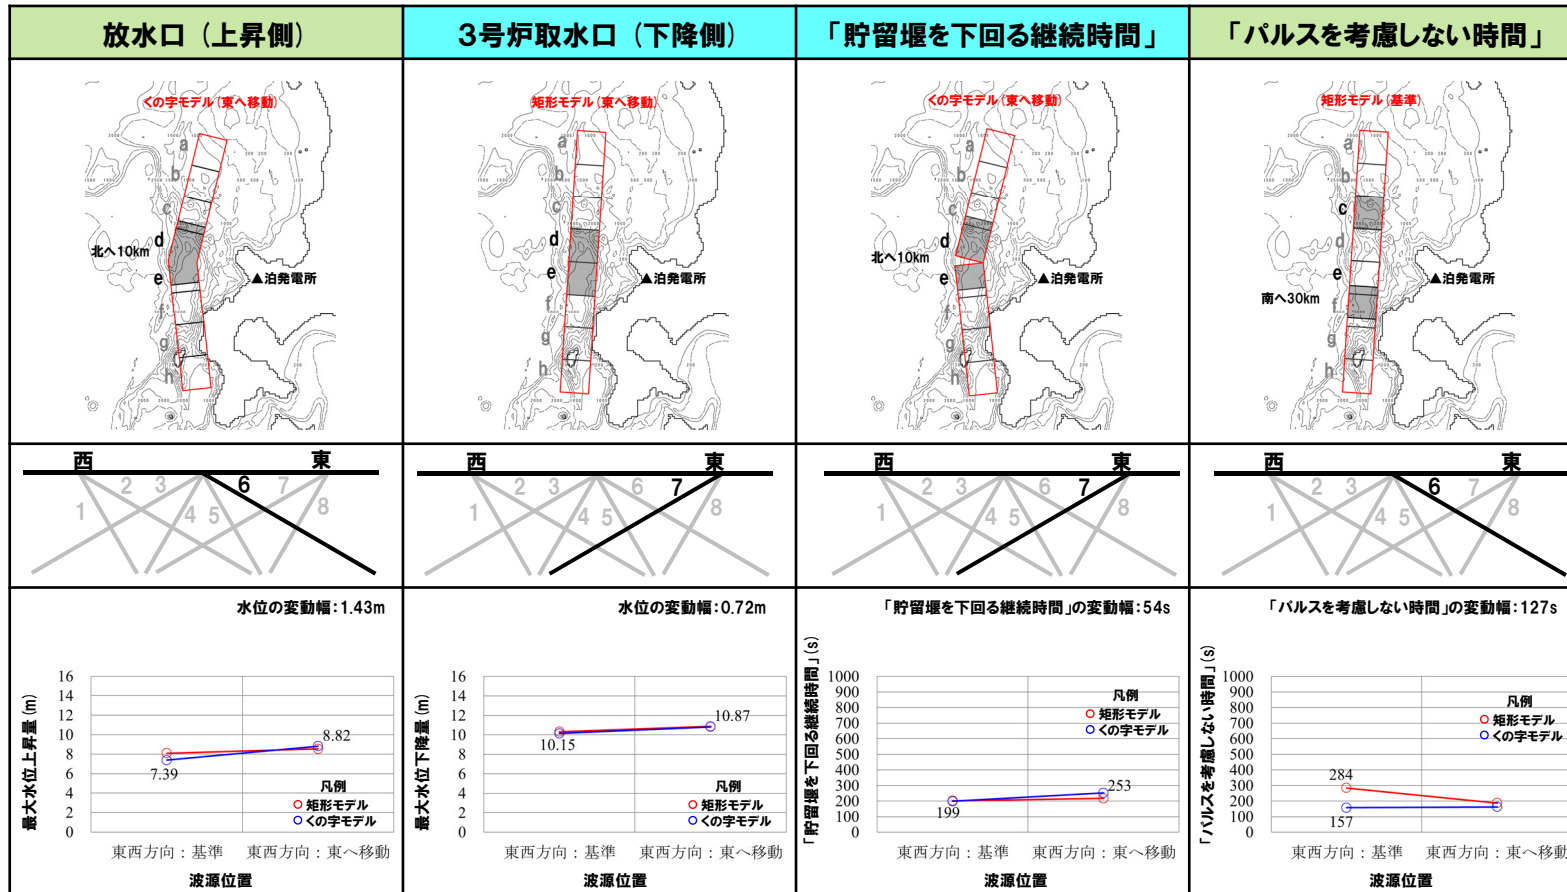 放水口（上昇側）
3号炉取水口（下降側）
「貯留堰を下回る継続時間」
「パルスを考慮しない時間」
くの字モデル(東へ移動)
a
b
c
d
北へ10km
e
f
g
h
▲泊発電所
矩形モデル(東へ移動)
a
b
c
d
e
f
g
h
▲泊発電所
くの字モデル(東へ移動)
a
b
c
d
北へ10km
e
f
g
h
▲泊発電所
矩形モデル(基準)
a
b
c
d
e
南へ30km
f
g
h
▲泊発電所
西 東
1 2 3 4 5 6 7 8
西 東
1 2 3 4 5 6 7 8
西 東
1 2 3 4 5 6 7 8
西 東
1 2 3 4 5 6 7 8
水位の変動幅:1.43m
最大水位上昇量(m)
16
14
12
10
8
6
4
2
0
7.39
8.82
凡例
矩形モデル
くの字モデル
東西方向：基準 東西方向：東へ移動
波源位置
水位の変動幅:0.72m
最大水位下降量(m)
16
14
12
10
8
6
4
2
0
10.15
10.87
凡例
矩形モデル
くの字モデル
東西方向：基準 東西方向：東へ移動
波源位置
「貯留堰を下回る継続時間」の変動幅:54s
「貯留堰を下回る継続時間」(s)
1000
900
800
700
600
500
400
300
200
100
0
199
253
凡例
矩形モデル
くの字モデル
東西方向：基準 東西方向：東へ移動
波源位置
「パルスを考慮しない時間」の変動幅:127s
「パルスを考慮しない時間」(s)
1000
900
800
700
600
500
400
300
200
100
0
284
157
凡例
矩形モデル
くの字モデル
東西方向：基準 東西方向：東へ移動
波源位置